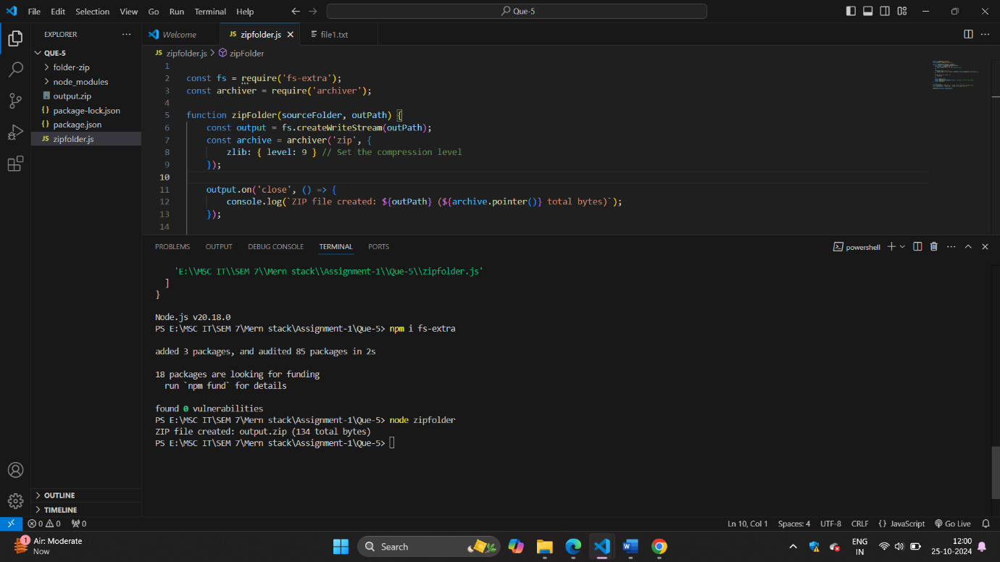 File Edit Selection View Go Run Terminal Help
Que-5
EXPLORER
QUE-5
folder-zip
node_modules
output.zip
{} package-lock.json
{} package.json
JS zipfolder.js
OUTLINE
TIMELINE
Welcome JS zipfolder.js file1.txt
JS zipfolder.js > zipFolder
1
2 const fs = require('fs-extra');
3 const archiver = require('archiver');
4
5 function zipFolder(sourceFolder, outPath) {
6 const output = fs.createWriteStream(outPath);
7 const archive = archiver('zip', {
8 zlib: { level: 9 } // Set the compression level
9 });
10
11 output.on('close', () => {
12 console.log(`ZIP file created: ${outPath} (${archive.pointer()} total bytes)`);
13 });
14
PROBLEMS OUTPUT DEBUG CONSOLE TERMINAL PORTS
powershell
'E:\\MSC IT\\SEM 7\\Mern stack\\Assignment-1\\Que-5\\zipfolder.js'
]
}
Node.js v20.18.0
PS E:\MSC IT\SEM 7\Mern stack\Assignment-1\Que-5> npm i fs-extra
added 3 packages, and audited 85 packages in 2s
18 packages are looking for funding
run `npm fund` for details
found 0 vulnerabilities
PS E:\MSC IT\SEM 7\Mern stack\Assignment-1\Que-5> node zipfolder
ZIP file created: output.zip (134 total bytes)
PS E:\MSC IT\SEM 7\Mern stack\Assignment-1\Que-5>
0 0 0 Ln 10, Col 1 Spaces: 4 UTF-8 CRLF {} JavaScript Go Live
1
Air: Moderate
Now
Search
ENG
IN
12:00
25-10-2024